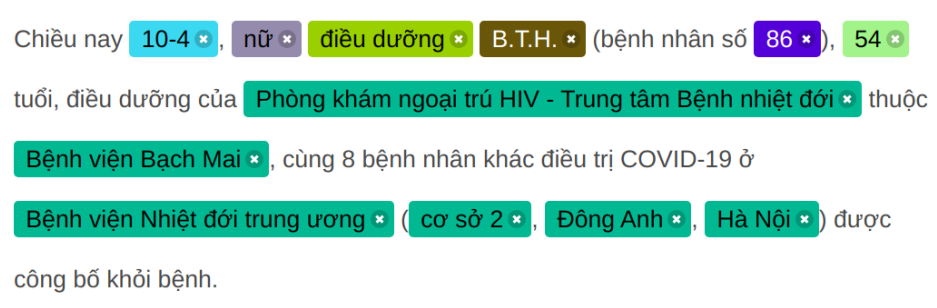 Chiều nay 10-4, nữ điều dưỡng B.T.H. (bệnh nhân số 86), 54
tuổi, điều dưỡng của Phòng khám ngoại trú HIV - Trung tâm Bệnh nhiệt đới thuộc
Bệnh viện Bạch Mai, cùng 8 bệnh nhân khác điều trị COVID-19 ở
Bệnh viện Nhiệt đới trung ương (cơ sở 2, Đông Anh, Hà Nội) được
công bố khỏi bệnh.